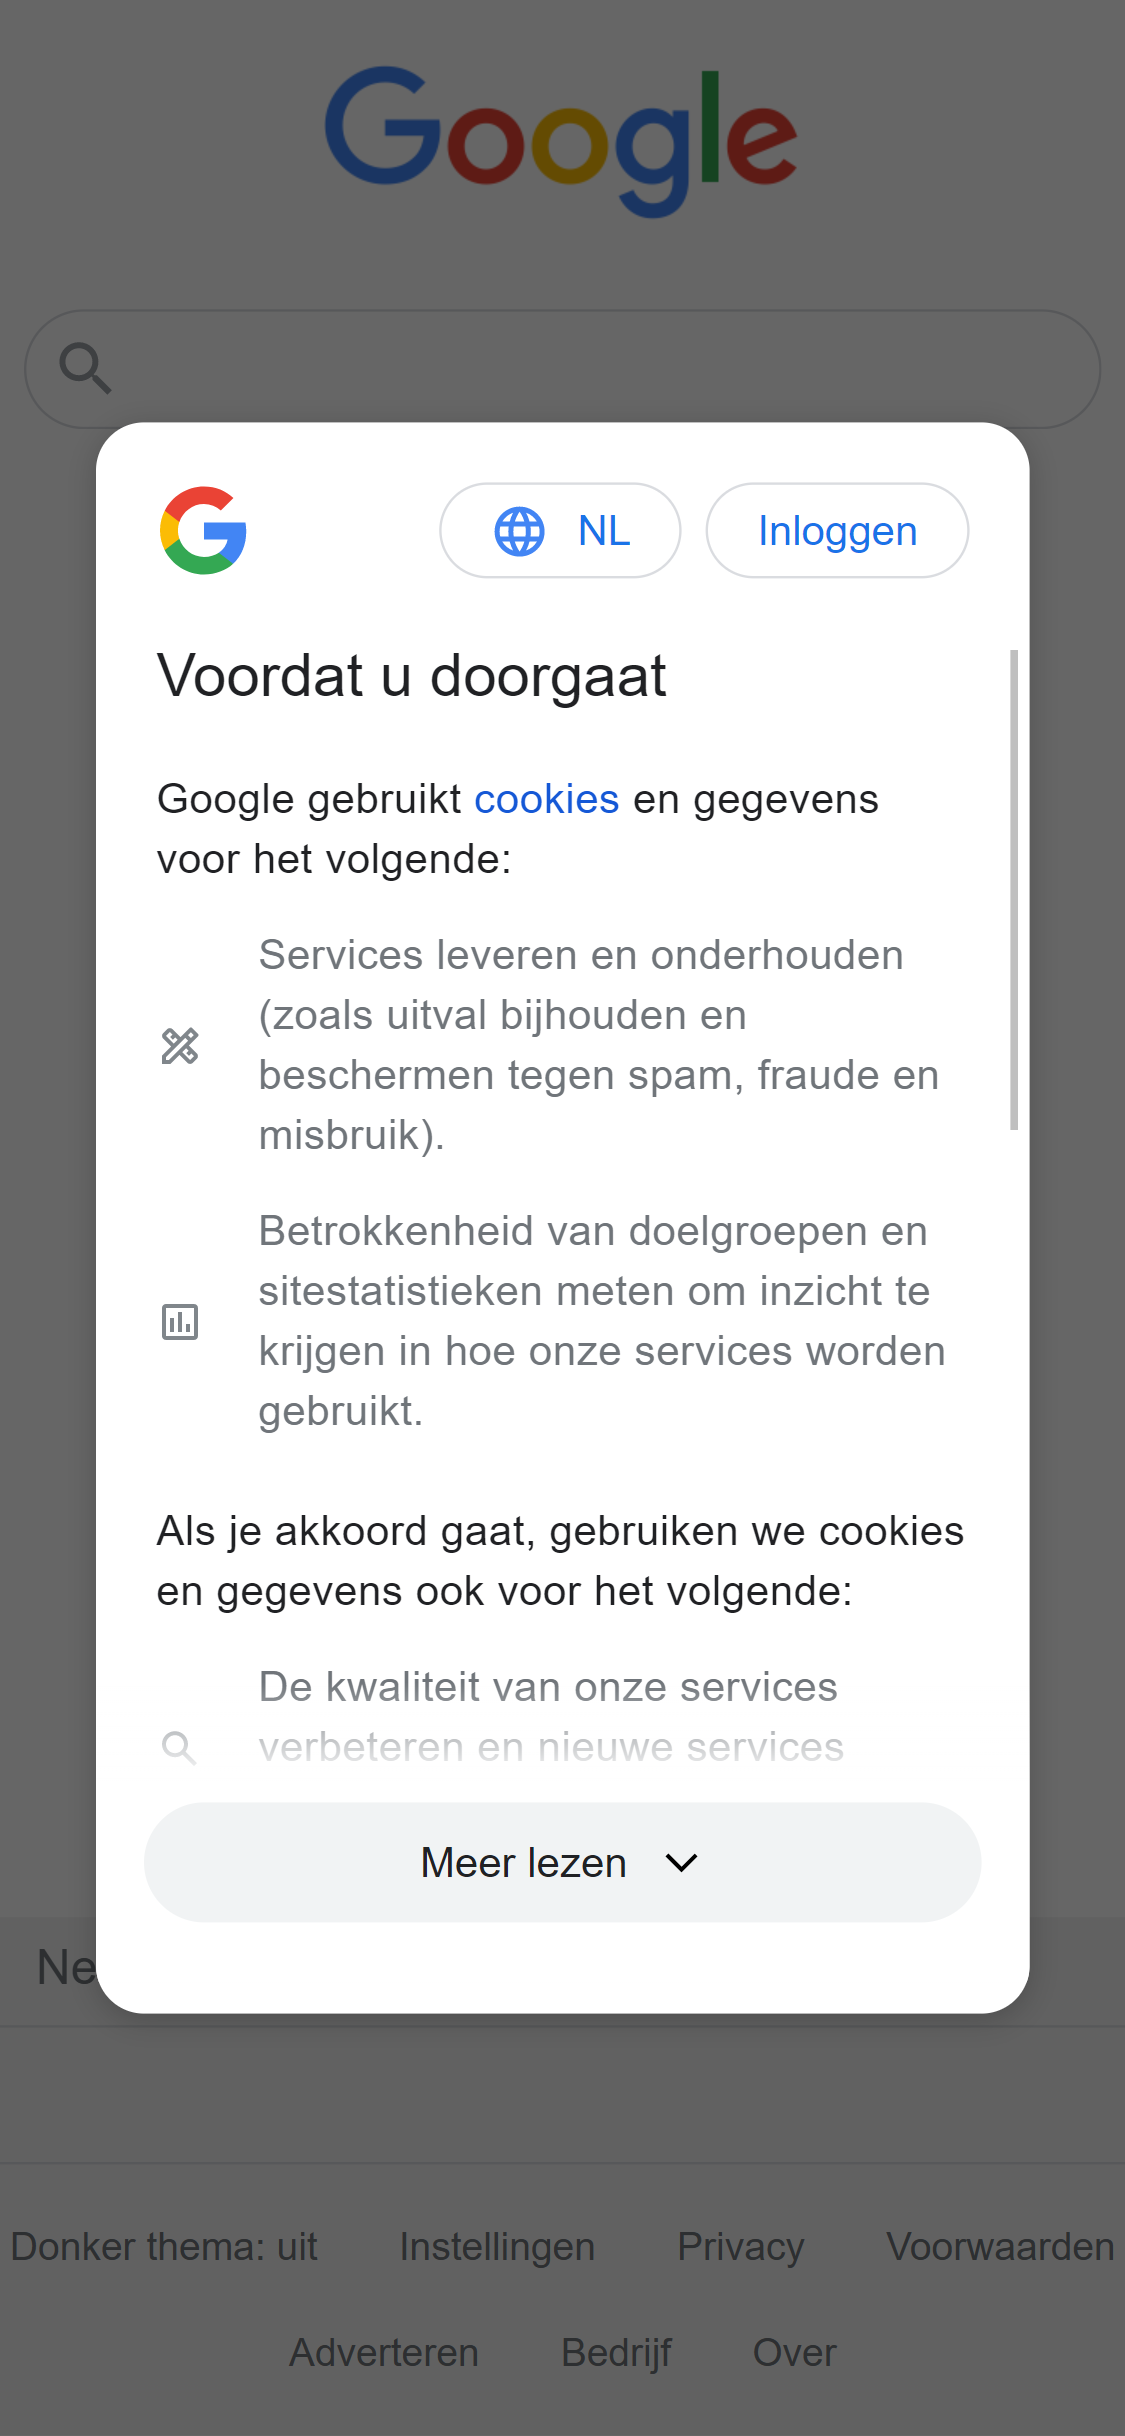 Google
NL
Inloggen
Voordat u doorgaat
Google gebruikt cookies en gegevens
voor het volgende:
Services leveren en onderhouden
(zoals uitval bijhouden en
beschermen tegen spam, fraude en
misbruik).
Betrokkenheid van doelgroepen en
sitestatistieken meten om inzicht te
krijgen in hoe onze services worden
gebruikt.
Als je akkoord gaat, gebruiken we cookies
en gegevens ook voor het volgende:
De kwaliteit van onze services
verbeteren en nieuwe services
Meer lezen
Donker thema: uit
Instellingen
Privacy
Voorwaarden
Adverteren
Bedrijf
Over